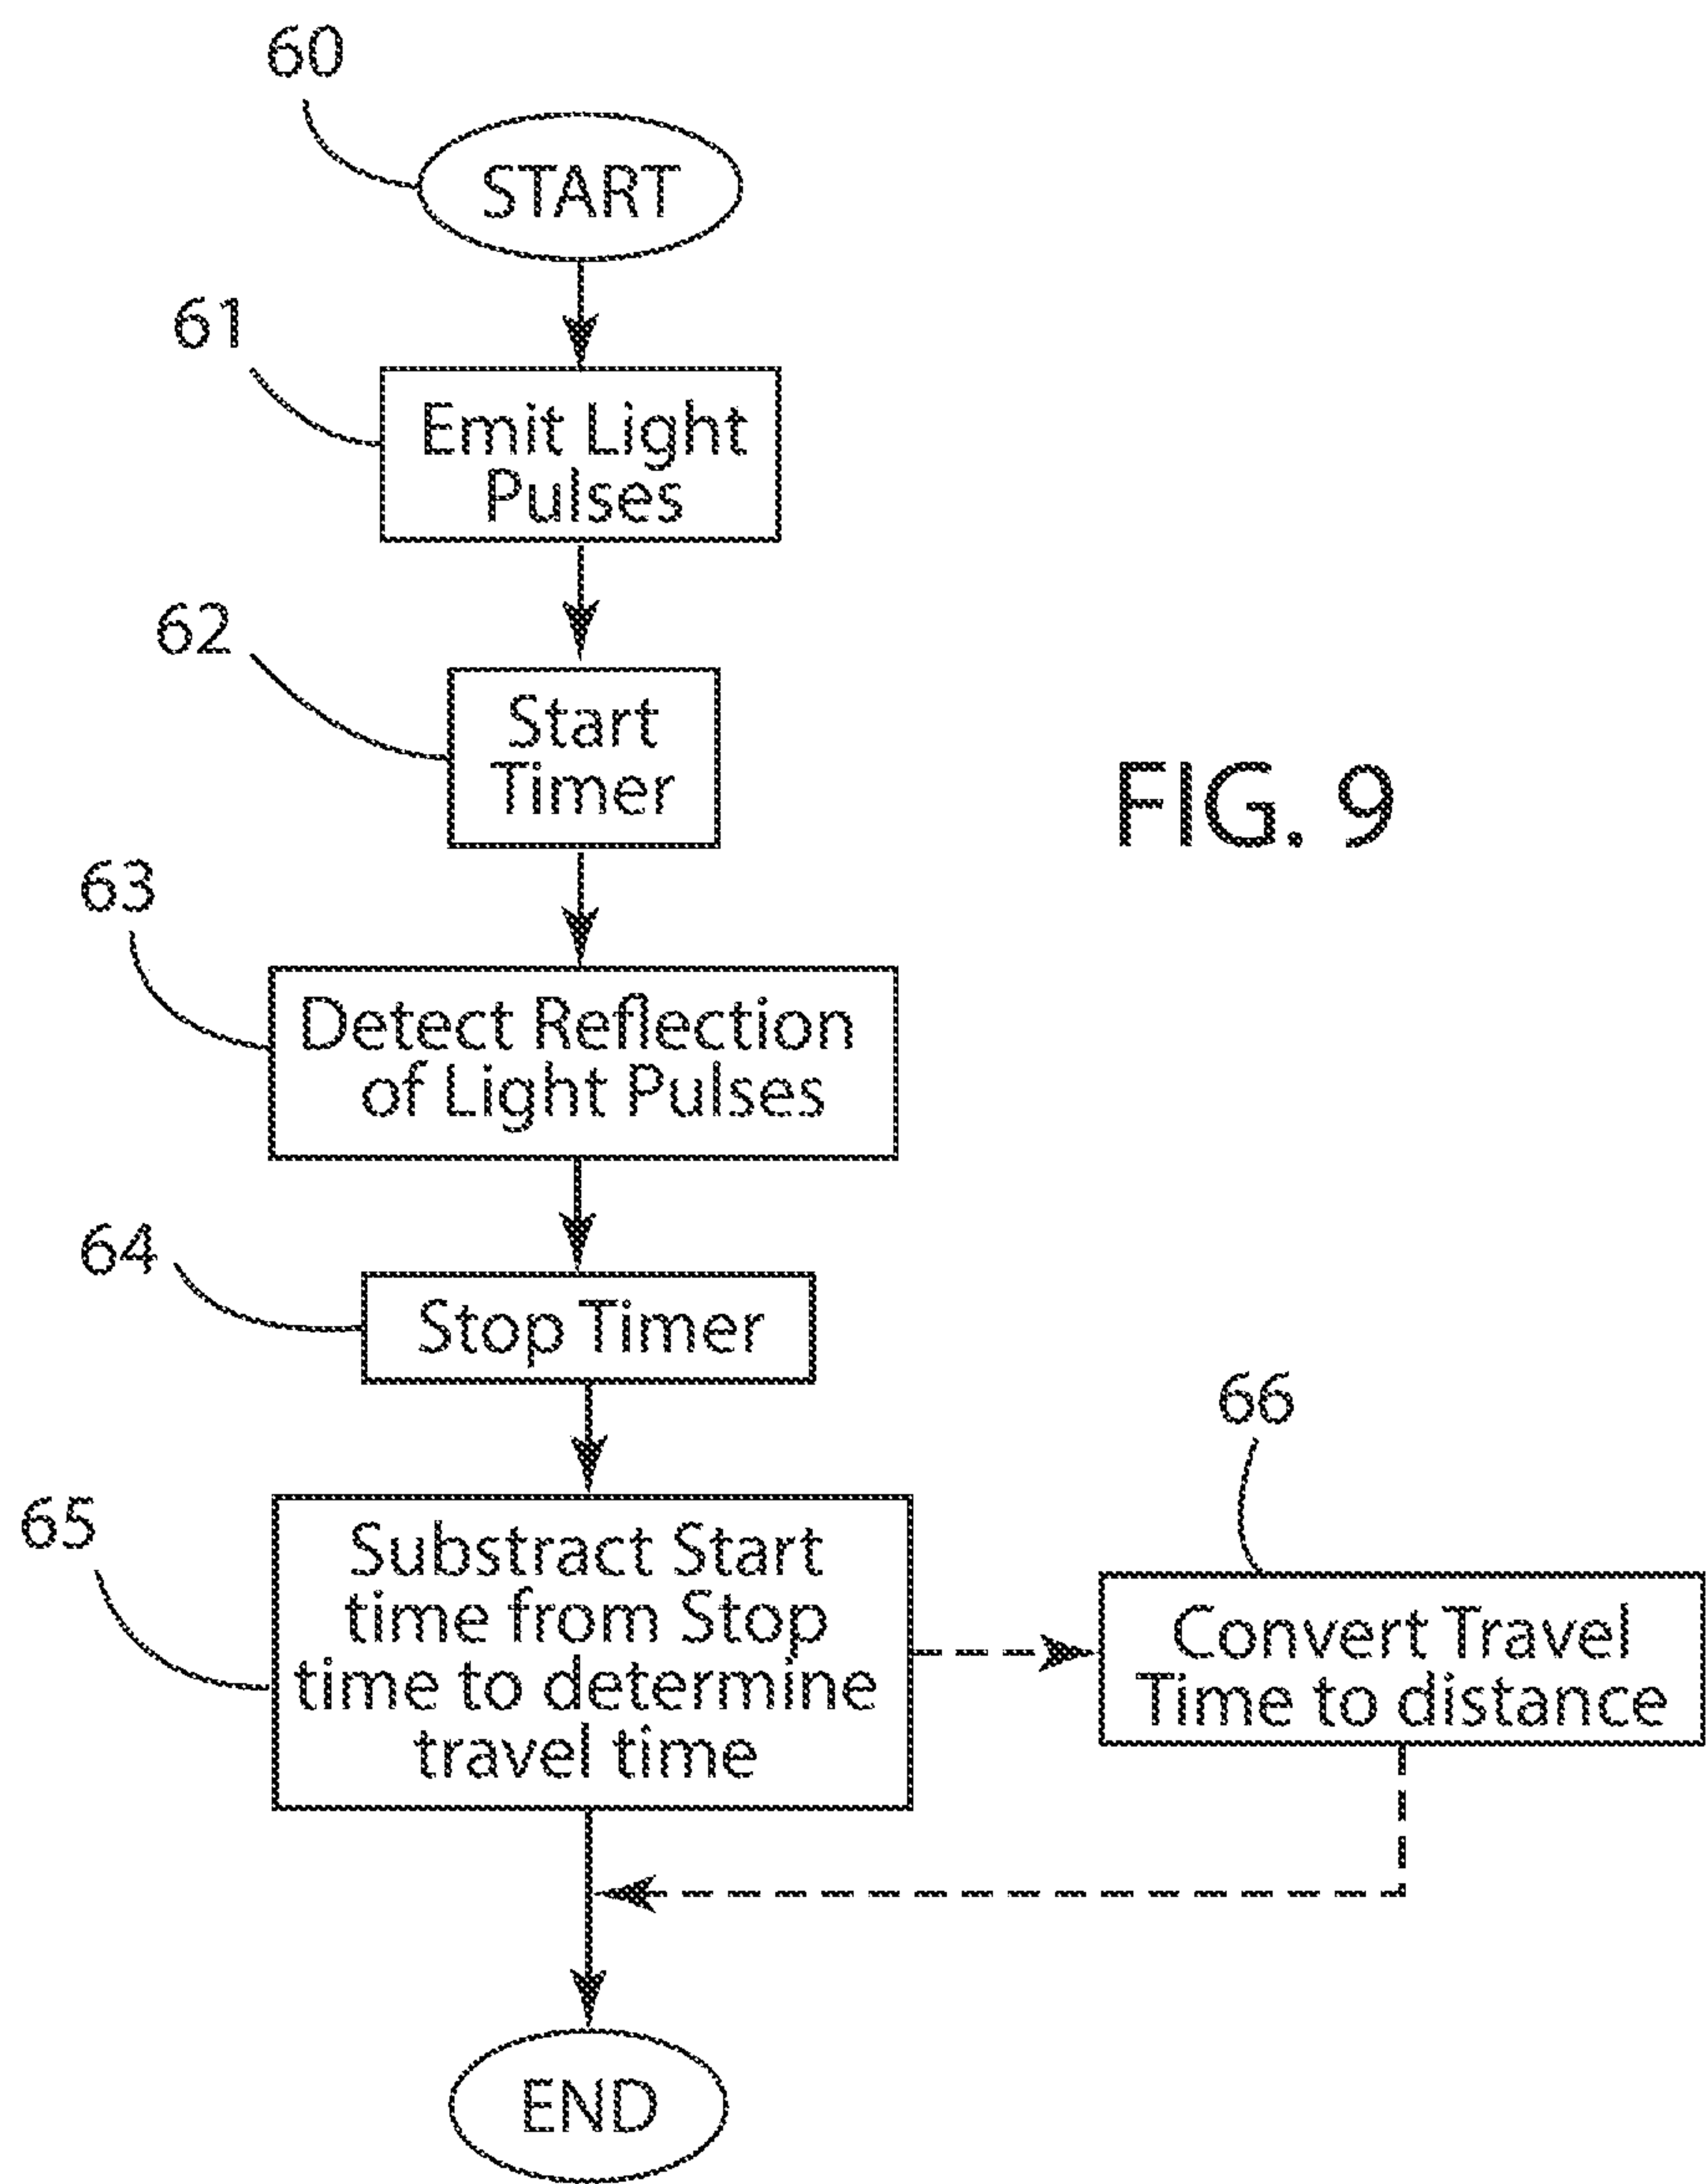 60
START
61
Emit Light
Pulses
62
Start
Timer
FIG. 9
63
Detect Reflection
of Light Pulses
64
Stop Timer
65
Substract Start
time from Stop
time to determine
travel time
66
Convert Travel
Time to distance
END